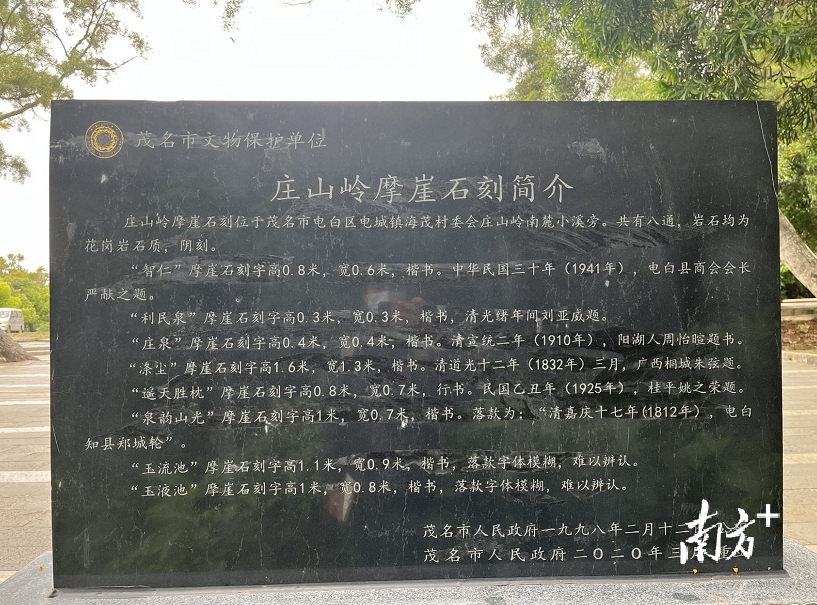 茂名市文物保护单位
庄山岭摩崖石刻简介
庄山岭摩崖石刻位于茂名市电白区电城镇海茂村委会庄山岭南麓小溪旁。共有八通，岩石均为
花岗岩石质，阴刻。
“智仁”摩崖石刻字高0.8米，宽0.6米，楷书。中华民国三十年（1941年），电白县商会会长
严献之题。
“利民泉”摩崖石刻字高0.3米，宽0.3米，楷书，清光绪年间刘亚威题。
“庄泉”摩崖石刻字高0.4米，宽0.4米，楷书。清宣统二年（1910年），阳湖人周怡暄题书。
“涤尘”摩崖石刻字高1.6米，宽1.3米，楷书。清道光十二年（1832年）三月，广西桐城朱弦题。
“遥天胜枕”摩崖石刻字高0.8米，宽0.7米，行书。民国乙丑年（1925年），桂平姚之荣题。
“泉韵山光”摩崖石刻字高1米，宽0.7米，楷书。落款为：“清嘉庆十七年(1812年），电白
知县郑城轮”。
“玉流池”摩崖石刻字高1.1米，宽0.9米，楷书，落款字体模糊，难以辨认。
“玉液池”摩崖石刻字高1米，宽0.8米，楷书，落款字体模糊，难以辨认。
茂名市人民政府一九九八年二月十二
茂名市人民政府二〇二〇年三月
南方+